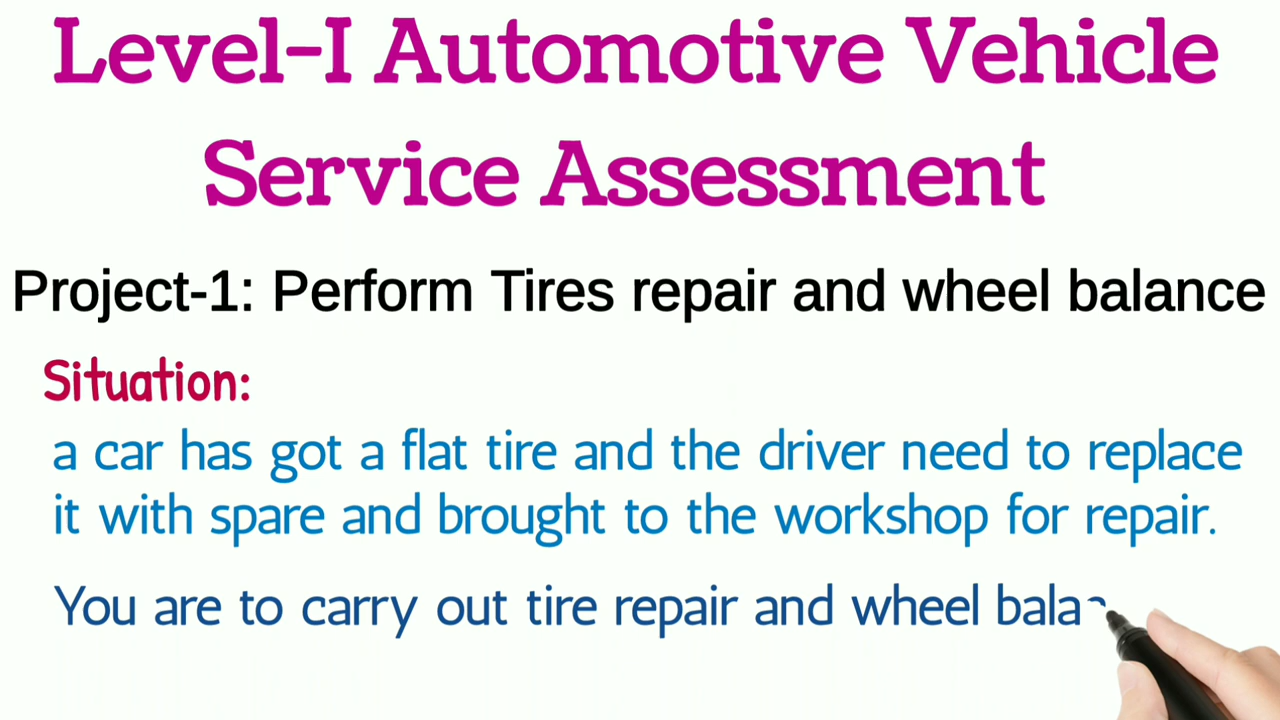 Level-I Automotive Vehicle
Service Assessment
Project-1: Perform Tires repair and wheel balance
Situation:
a car has got a flat tire and the driver need to replace
it with spare and brought to the workshop for repair.
You are to carry out tire repair and wheel bala